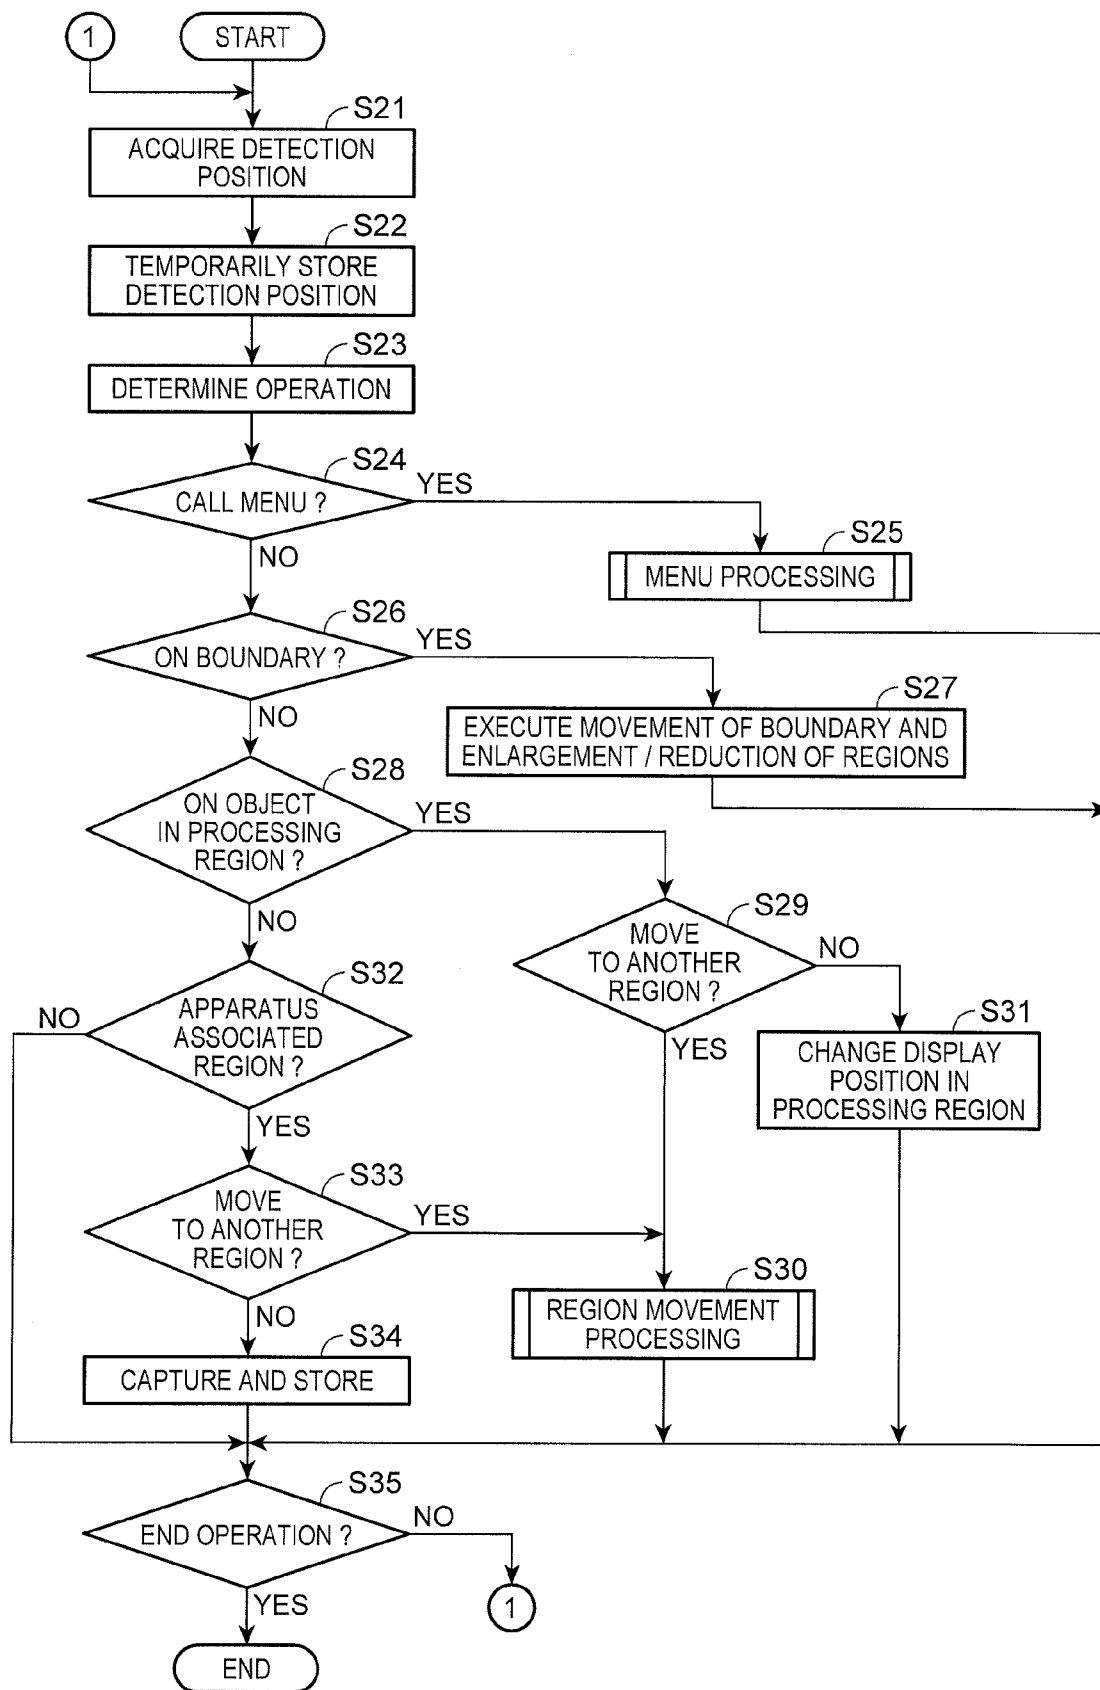 1
START
S21
ACQUIRE DETECTION
POSITION
S22
TEMPORARILY STORE
DETECTION POSITION
S23
DETERMINE OPERATION
S24
CALL MENU ?
YES
NO
S25
MENU PROCESSING
S26
ON BOUNDARY ?
YES
NO
S27
EXECUTE MOVEMENT OF BOUNDARY AND
ENLARGEMENT / REDUCTION OF REGIONS
S28
ON OBJECT
IN PROCESSING
REGION ?
YES
NO
S29
MOVE
TO ANOTHER
REGION ?
NO
YES
S31
CHANGE DISPLAY
POSITION IN
PROCESSING REGION
S32
APPARATUS
ASSOCIATED
REGION ?
NO
YES
S33
MOVE
TO ANOTHER
REGION ?
YES
NO
S30
REGION MOVEMENT
PROCESSING
S34
CAPTURE AND STORE
S35
END OPERATION ?
NO
YES
1
END